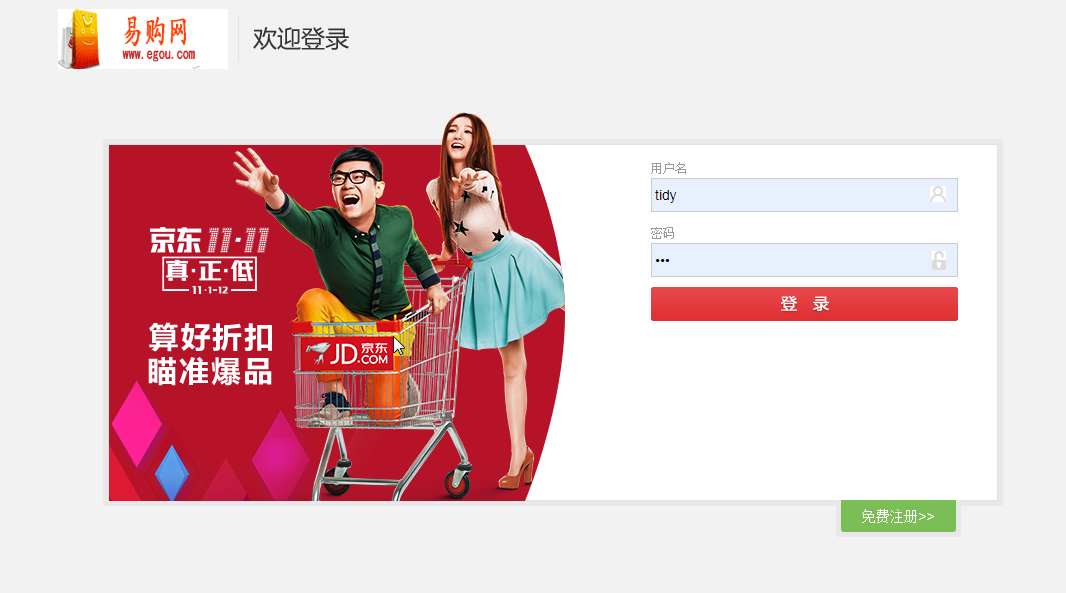 易购网
www.egou.com
欢迎登录
京东 11·11
真·正·低
11·1-12
算好折扣
瞄准爆品
JD 京东
.COM
用户名
tidy
密码
•••
登 录
免费注册>>